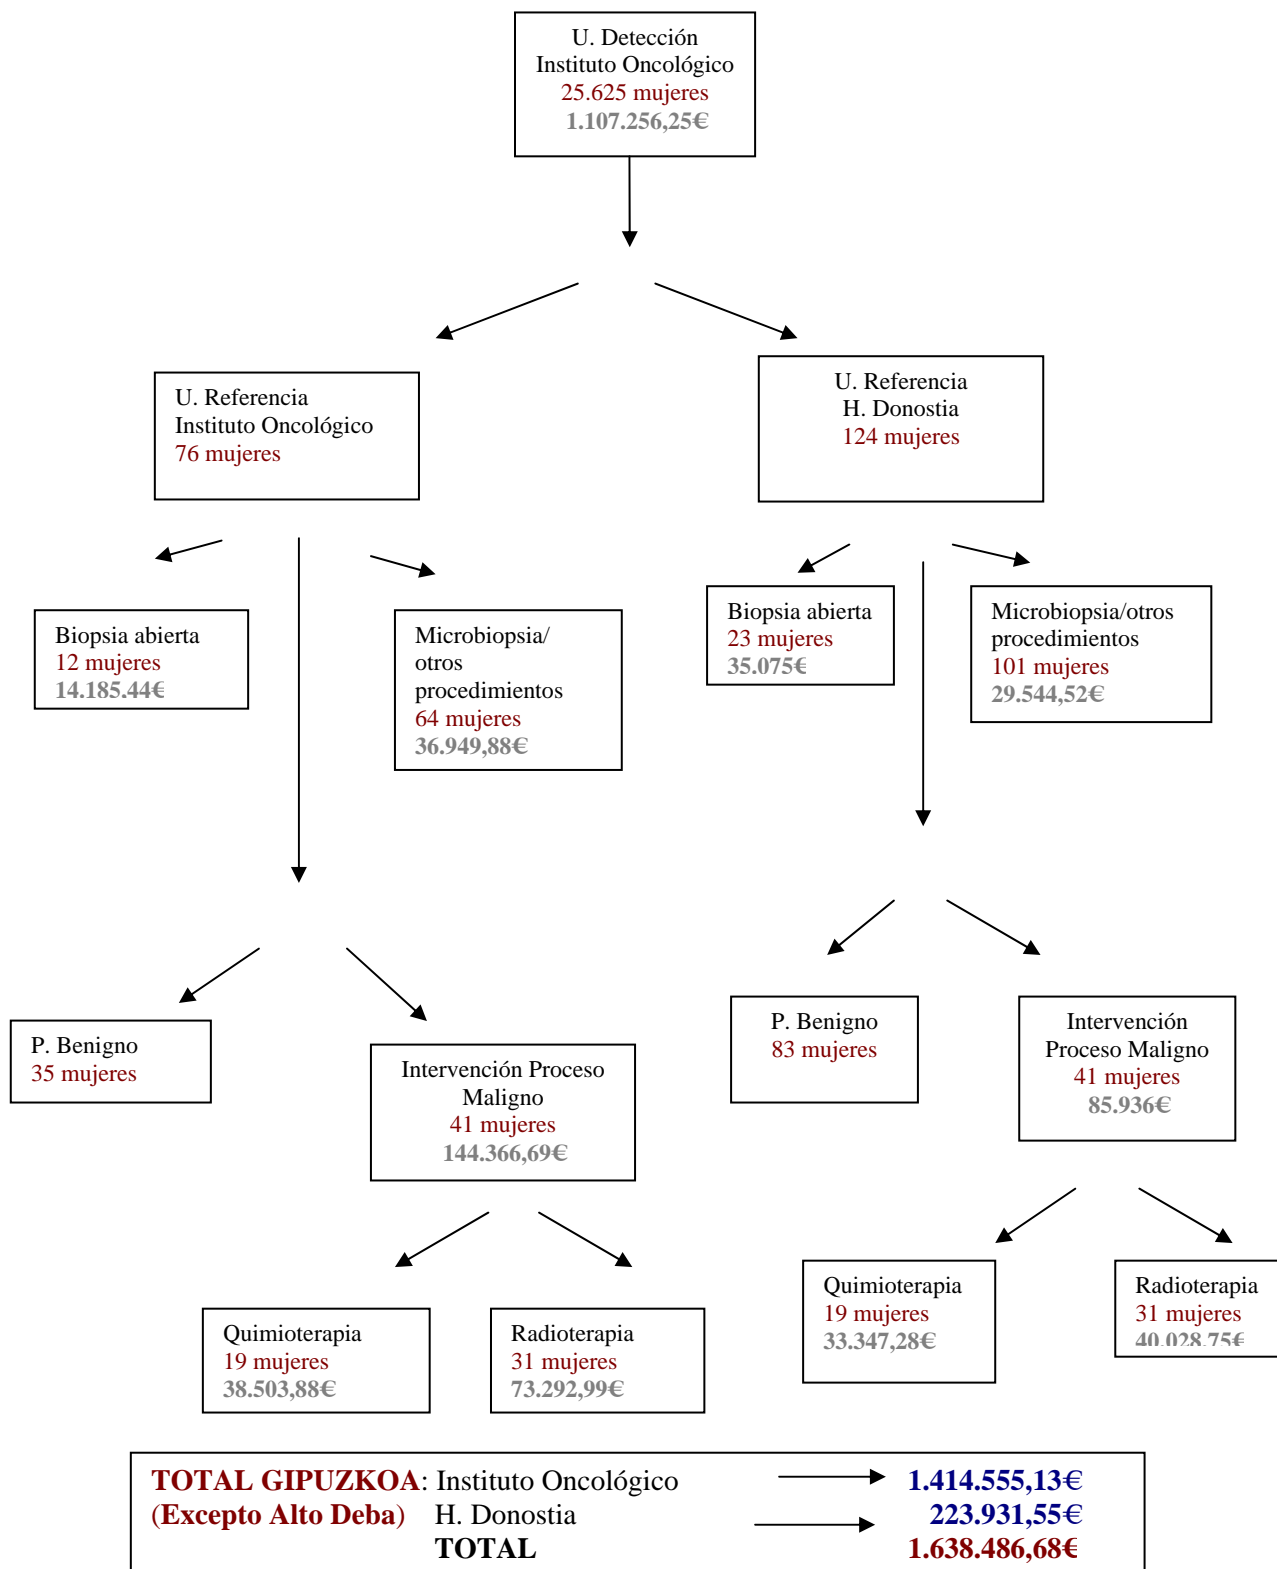 U. Detección
Instituto Oncológico
25.625 mujeres
1.107.256,25€
U. Referencia
Instituto Oncológico
76 mujeres
U. Referencia
H. Donostia
124 mujeres
Biopsia abierta
12 mujeres
14.185.44€
Microbiopsia/
otros
procedimientos
64 mujeres
36.949,88€
Biopsia abierta
23 mujeres
35.075€
Microbiopsia/otros
procedimientos
101 mujeres
29.544,52€
P. Benigno
35 mujeres
Intervención Proceso
Maligno
41 mujeres
144.366,69€
P. Benigno
83 mujeres
Intervención
Proceso Maligno
41 mujeres
85.936€
Quimioterapia
19 mujeres
38.503,88€
Radioterapia
31 mujeres
73.292,99€
Quimioterapia
19 mujeres
33.347,28€
Radioterapia
31 mujeres
40.028,75€
TOTAL GIPUZKOA: Instituto Oncológico 1.414.555,13€
(Excepto Alto Deba) H. Donostia 223.931,55€
TOTAL 1.638.486,68€